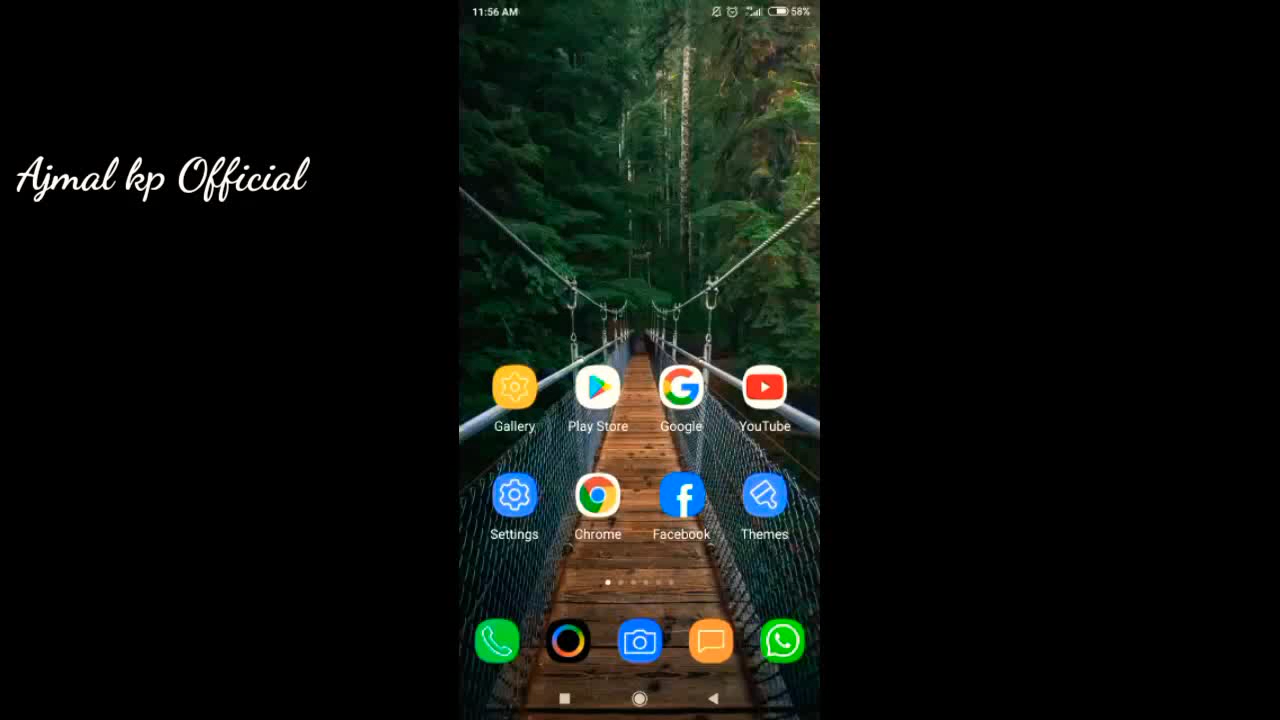 11:56 AM
58%
Ajmal kp Official
Gallery
Play Store
Google
YouTube
Settings
Chrome
Facebook
Themes